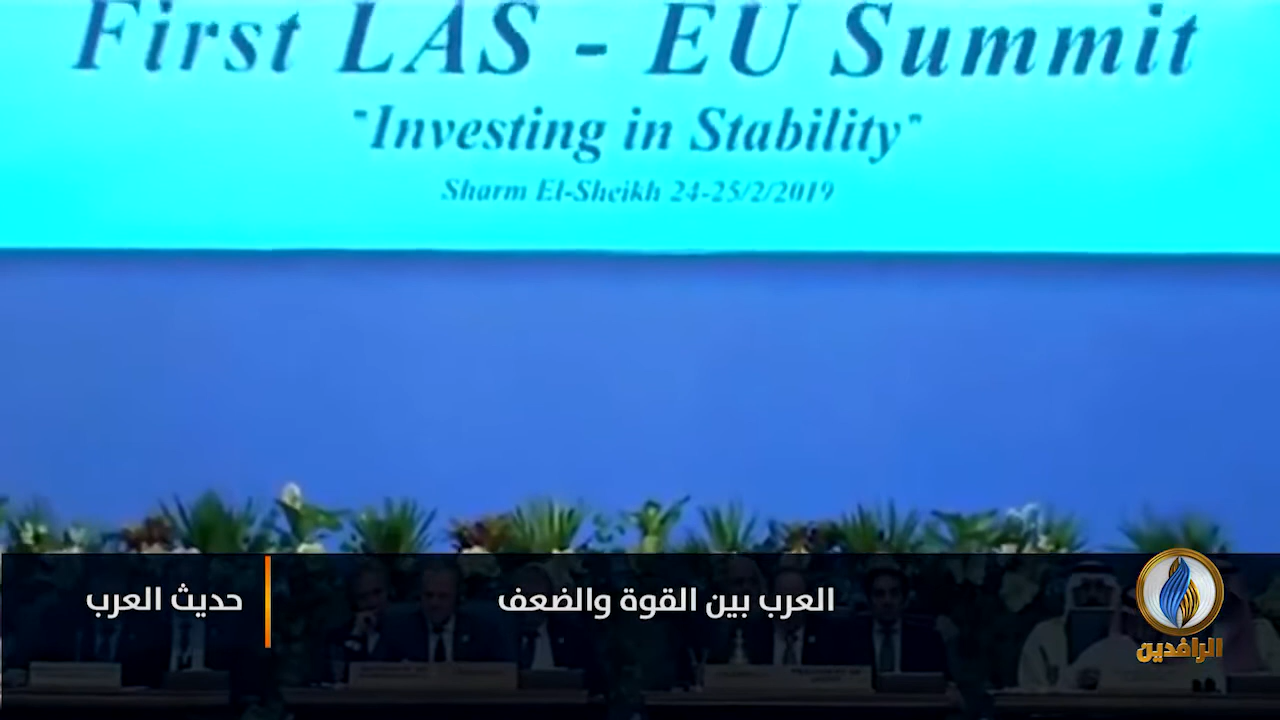 First LAS - EU Summit
"Investing in Stability"
Sharm El-Sheikh 24-25/2/2019
العرب بين القوة والضعف
حديث العرب
الرافدين